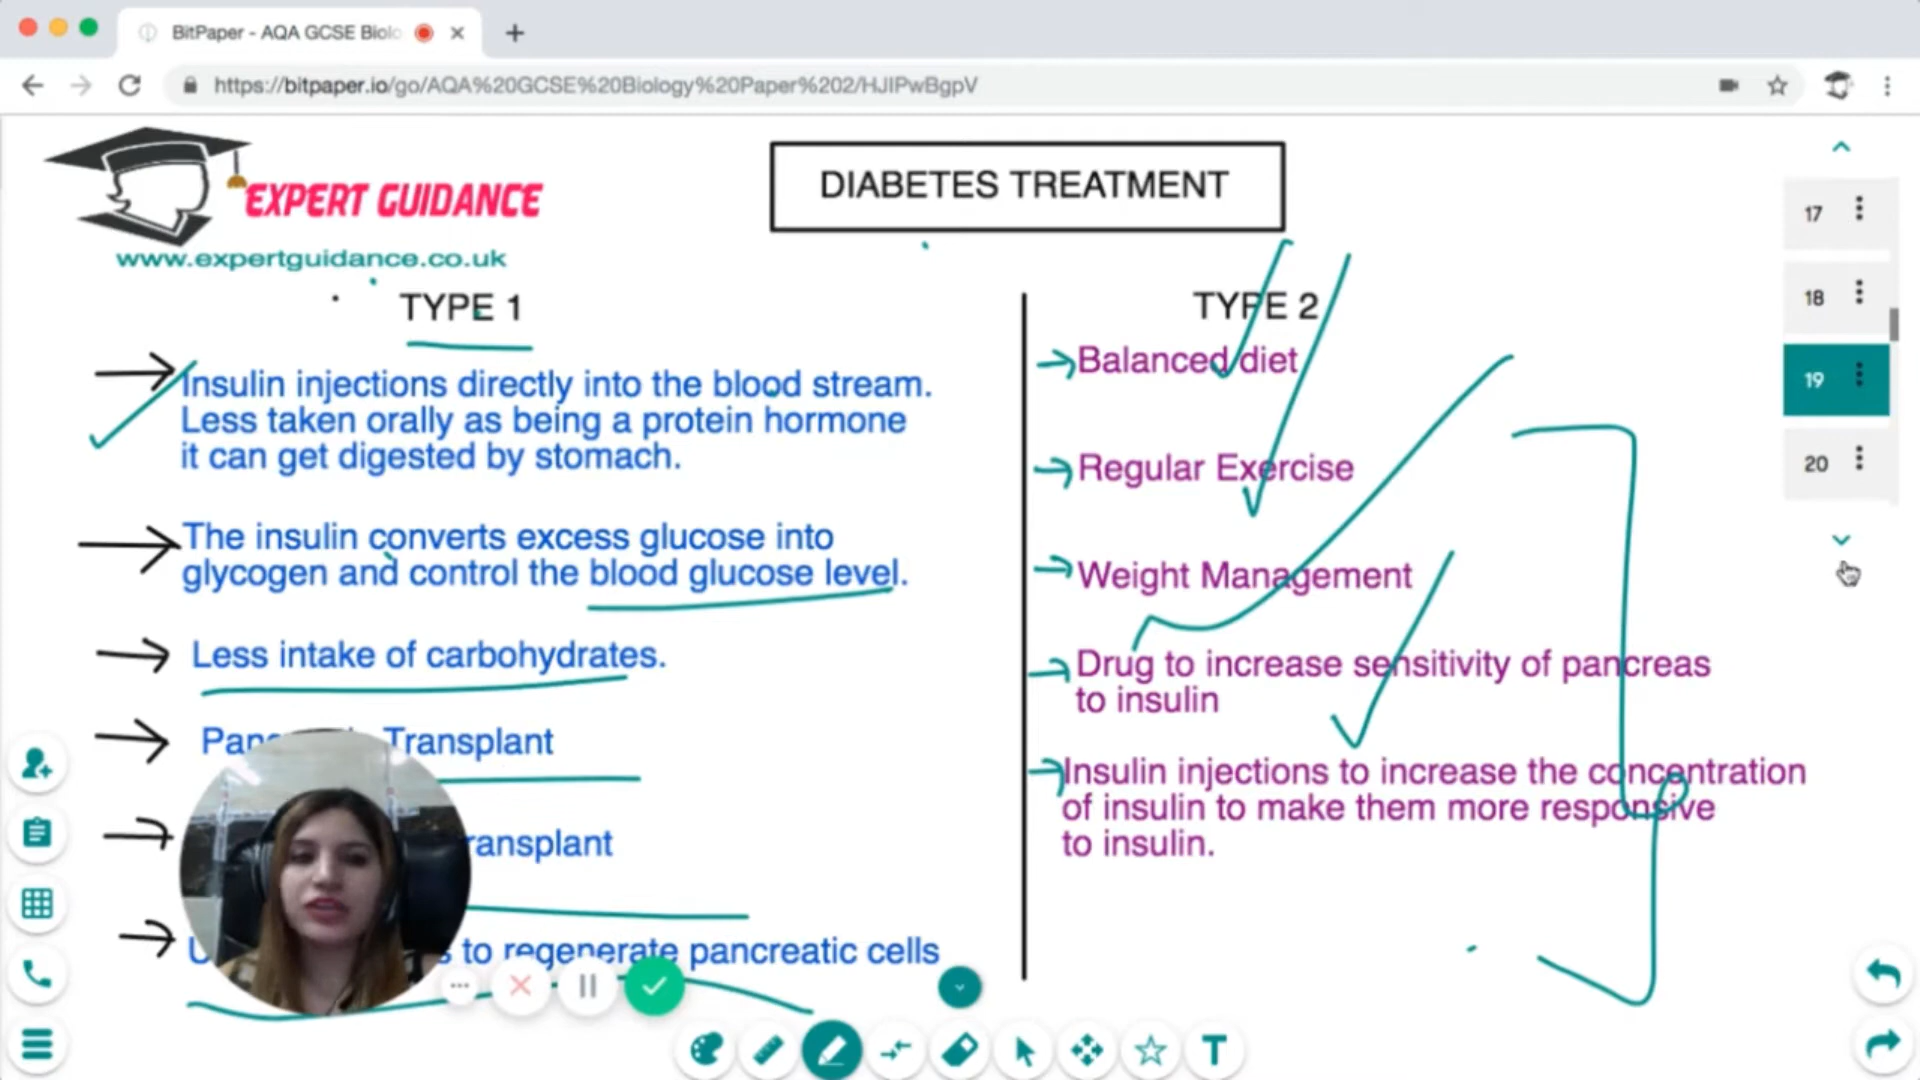 BitPaper - AQA GCSE Biolo
https://bitpaper.io/go/AQA%20GCSE%20Biology%20Paper%202/HJIPwBgpV
EXPERT GUIDANCE
www.expertguidance.co.uk
DIABETES TREATMENT
TYPE 1
Insulin injections directly into the blood stream.
Less taken orally as being a protein hormone
it can get digested by stomach.
The insulin converts excess glucose into
glycogen and control the blood glucose level.
Less intake of carbohydrates.
Transplant
ransplant
to regenerate pancreatic cells
TYPE 2
Balanced diet
Regular Exercise
Weight Management
Drug to increase sensitivity of pancreas
to insulin
Insulin injections to increase the concentration
of insulin to make them more responsive
to insulin.
17
18
19
20
T